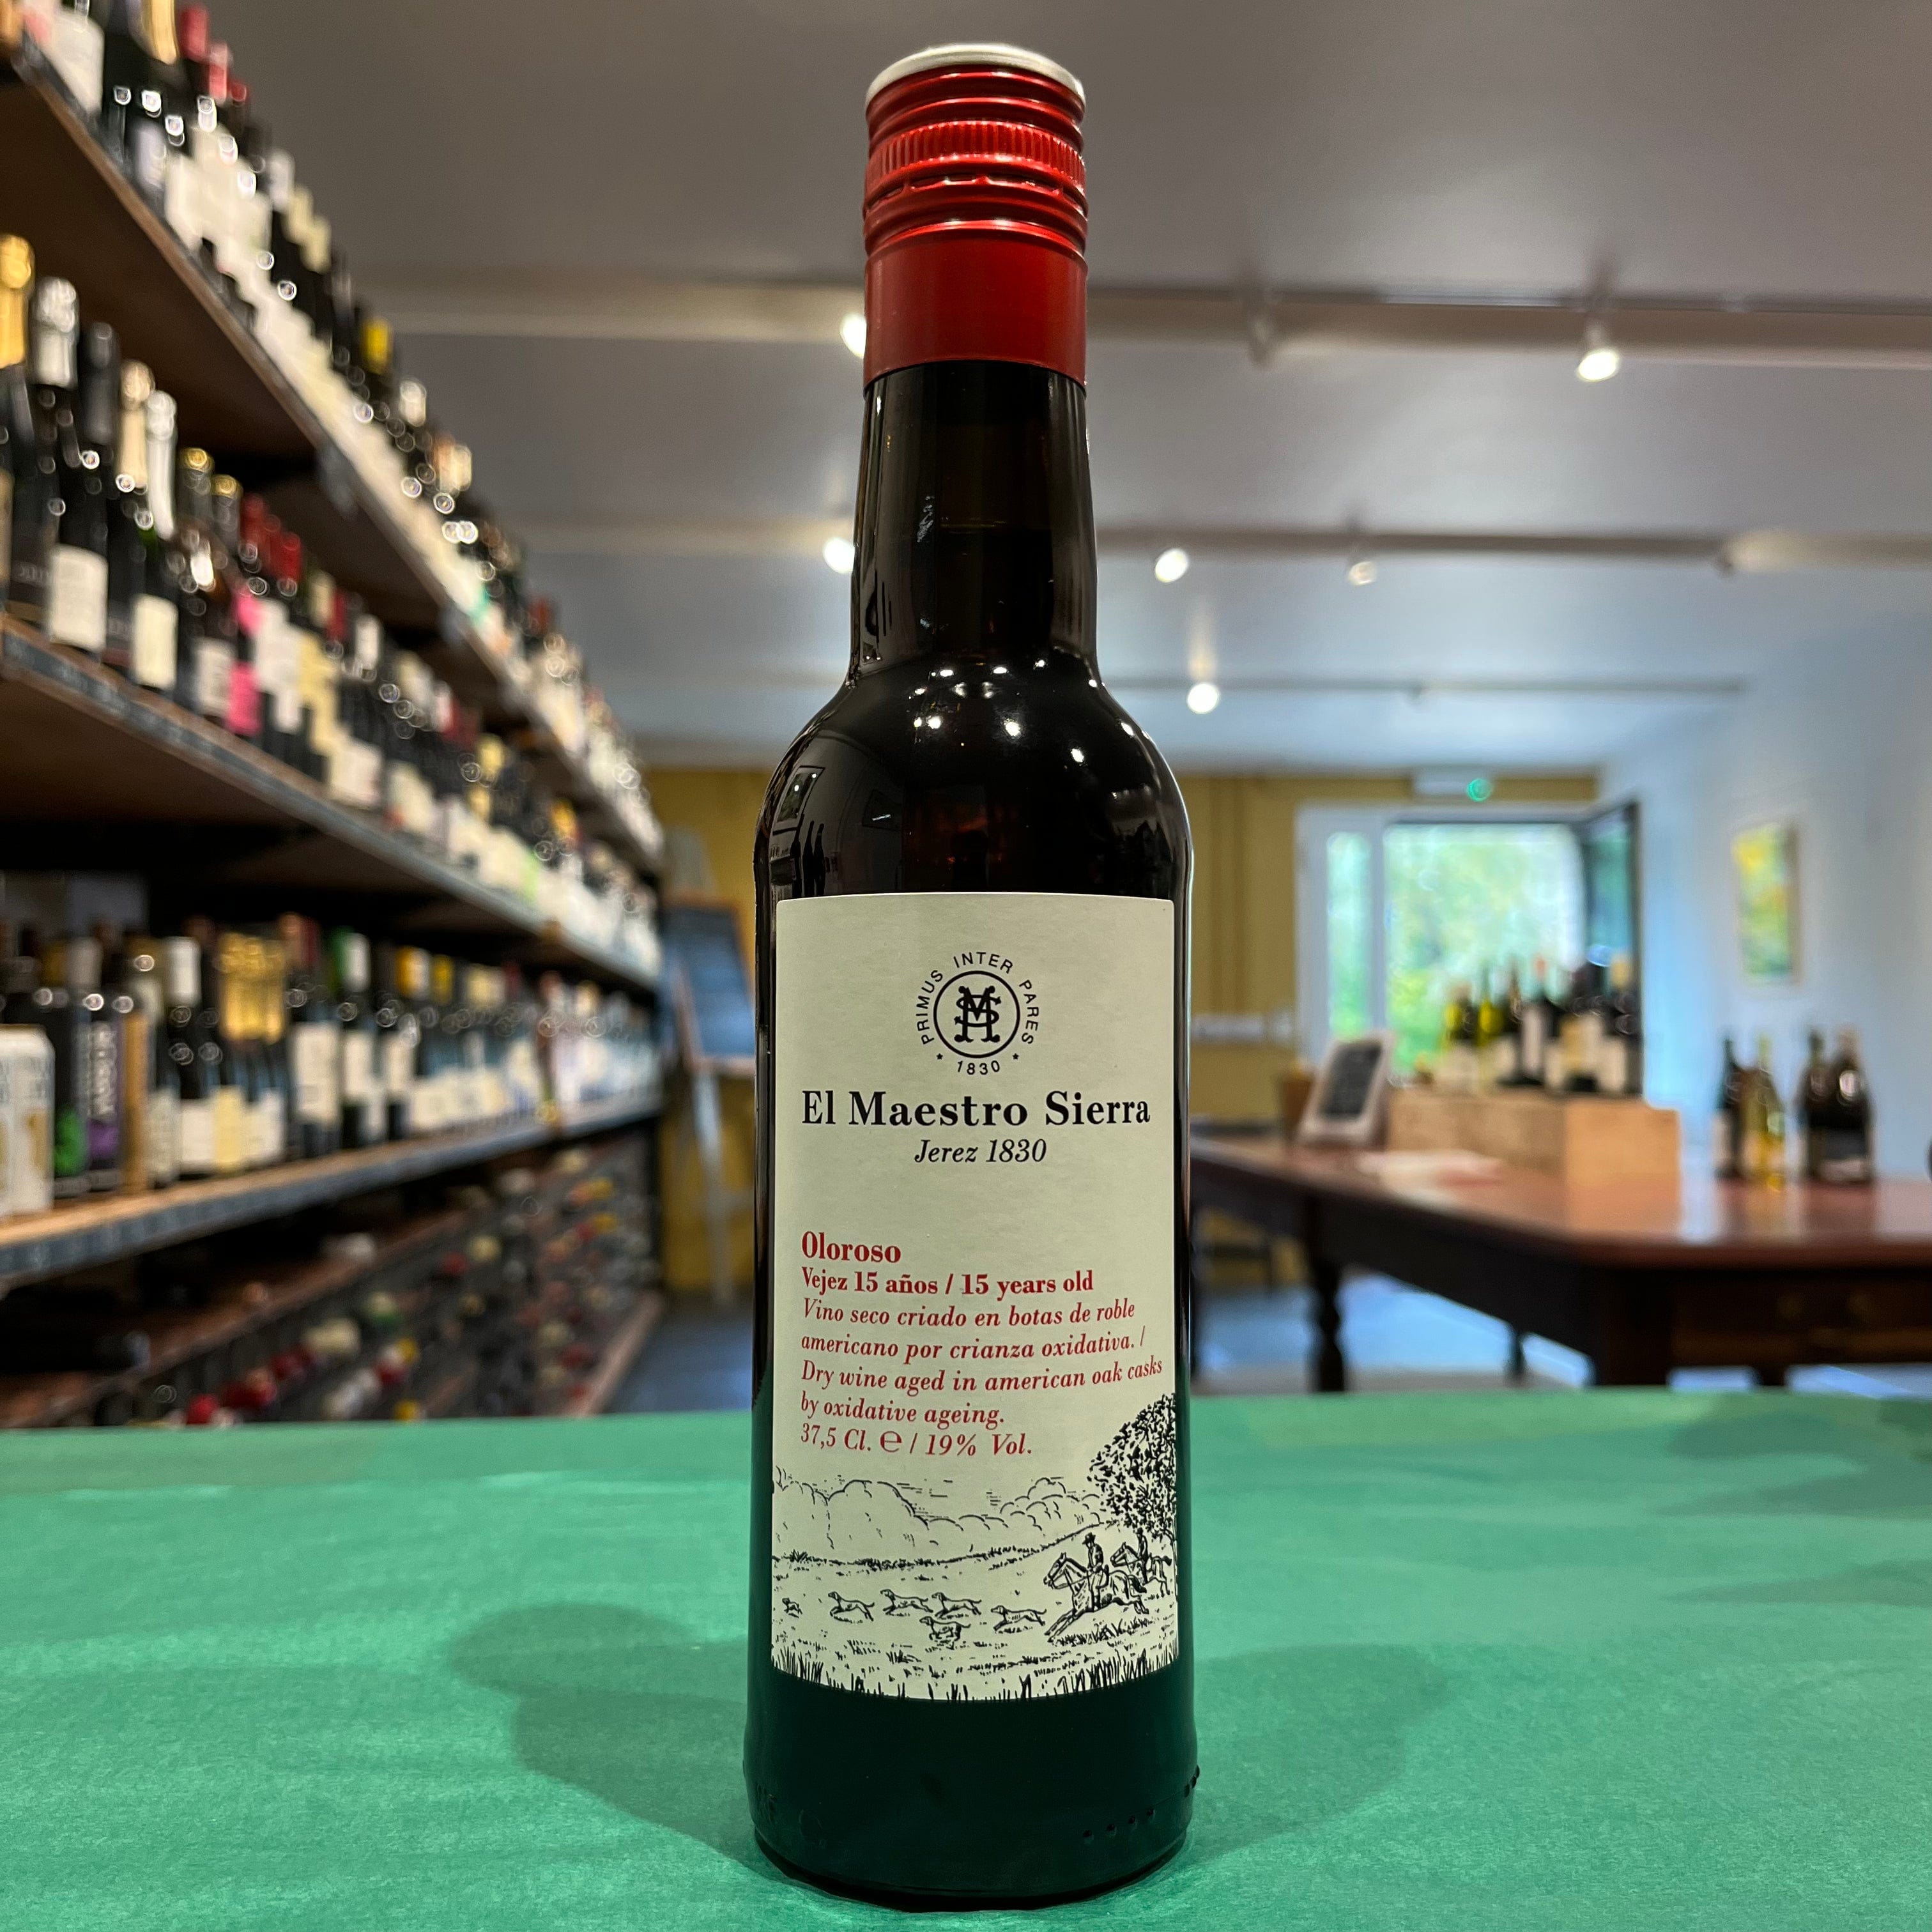 PRIMUS INTER PARES
MS
* 1830 *
El Maestro Sierra
Jerez 1830
Oloroso
Vejez 15 años / 15 years old
Vino seco criado en botas de roble
americano por crianza oxidativa. /
Dry wine aged in american oak casks
by oxidative ageing.
37,5 Cl. ℮ / 19% Vol.